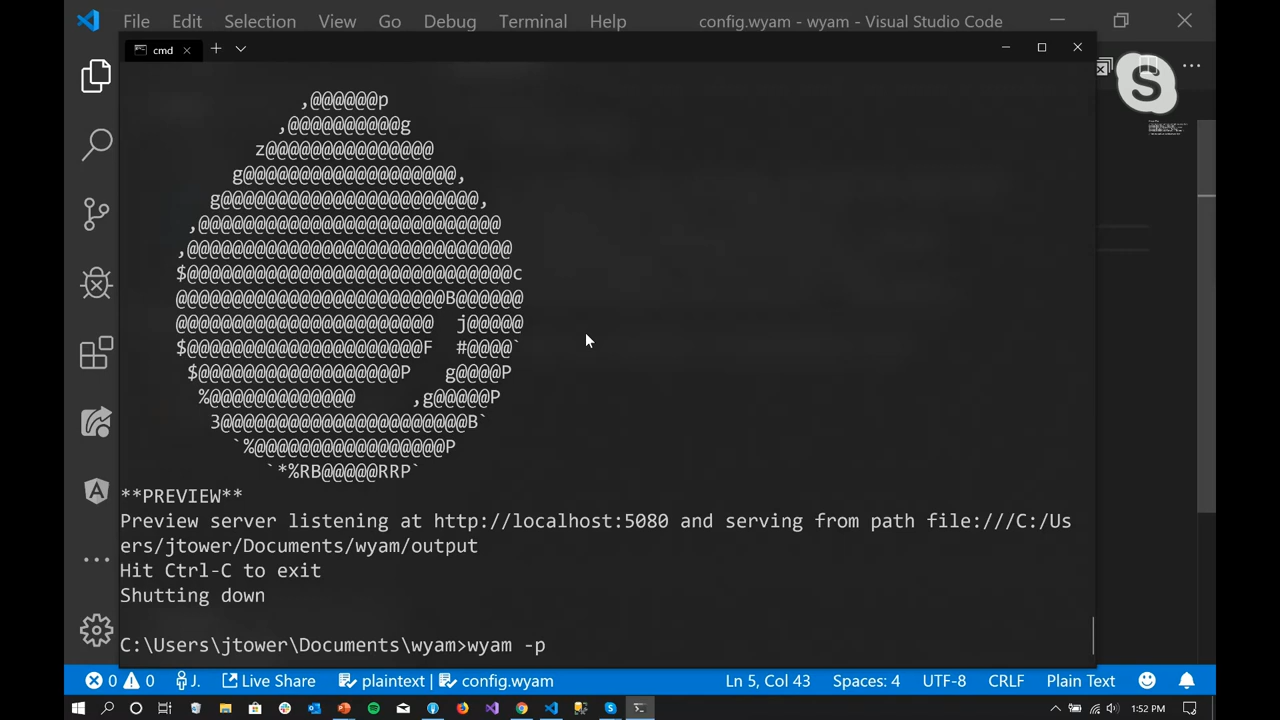 File Edit Selection View Go Debug Terminal Help config.wyam - wyam - Visual Studio Code
cmd
S
,@@@@@@p
,@@@@@@@@@@g
z@@@@@@@@@@@@@@@
g@@@@@@@@@@@@@@@@@@@,
g@@@@@@@@@@@@@@@@@@@@@@@,
,@@@@@@@@@@@@@@@@@@@@@@@@@@@
,@@@@@@@@@@@@@@@@@@@@@@@@@@@@@
$@@@@@@@@@@@@@@@@@@@@@@@@@@@@@c
@@@@@@@@@@@@@@@@@@@@@@@@B@@@@@@
@@@@@@@@@@@@@@@@@@@@@@@  j@@@@@
$@@@@@@@@@@@@@@@@@@@@@F  #@@@@`
$@@@@@@@@@@@@@@@@@@P   g@@@@P
%@@@@@@@@@@@@@     ,g@@@@@P
3@@@@@@@@@@@@@@@@@@@@@@B`
`%@@@@@@@@@@@@@@@@@P
`*%RB@@@@@RRP`
**PREVIEW**
Preview server listening at http://localhost:5080 and serving from path file:///C:/Us
ers/jtower/Documents/wyam/output
Hit Ctrl-C to exit
Shutting down
C:\Users\jtower\Documents\wyam>wyam -p
0 0 J. Live Share plaintext | config.wyam Ln 5, Col 43 Spaces: 4 UTF-8 CRLF Plain Text
1:52 PM